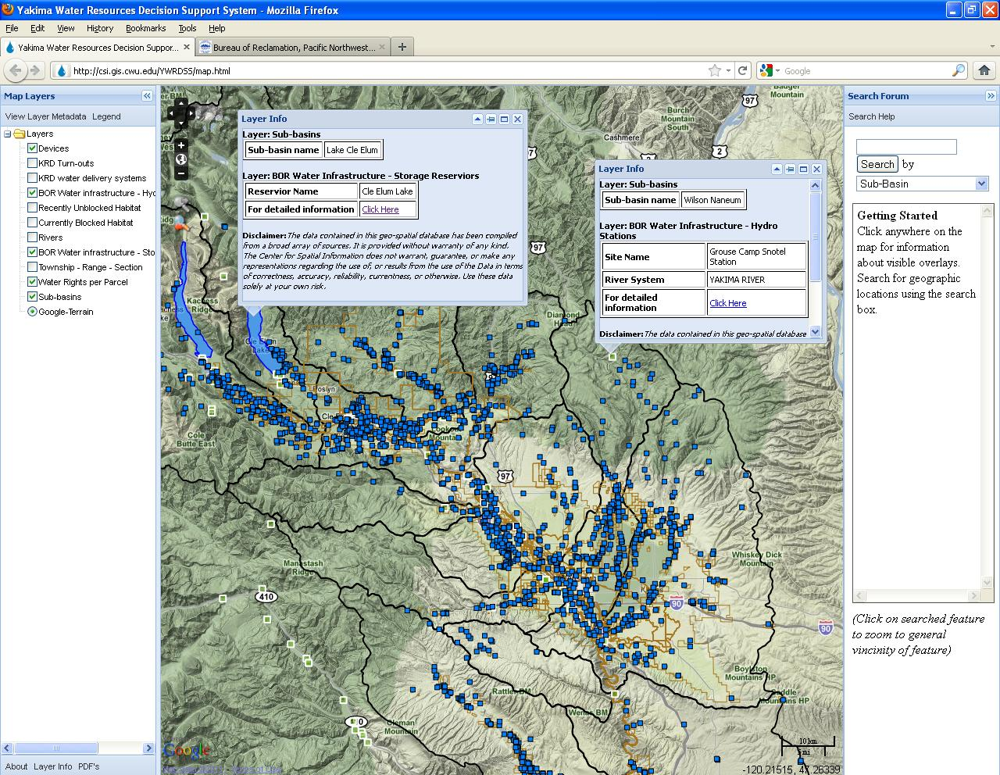 Yakima Water Resources Decision Support System - Mozilla Firefox
File Edit View History Bookmarks Tools Help
Yakima Water Resources Decision Suppor...
Bureau of Reclamation, Pacific Northwest...
http://csi.gis.cwu.edu/YWRDSS/map.html
Google
Map Layers
View Layer Metadata Legend
Layers
Devices
KRD Turn-outs
KRD water delivery systems
BOR Water infrastructure - Hyd
Recently Unblocked Habitat
Currently Blocked Habitat
Rivers
BOR Water infrastructure - Sto
Township - Range - Section
Water Rights per Parcel
Sub-basins
Google-Terrain
About Layer Info PDF's
Layer Info
Layer: Sub-basins
Sub-basin name Lake Cle Elum
Layer: BOR Water Infrastructure - Storage Reserviors
Reservior Name Cle Elum Lake
For detailed information Click Here
Disclaimer: The data contained in this geo-spatial database has been compiled
from a broad array of sources. It is provided without warranty of any kind.
The Center for Spatial Information does not warrant, guarantee, or make any
representations regarding the use of, or results from the use of the Data in terms
of correctness, accuracy, reliability, currentness, or otherwise. Use these data
solely at your own risk.
Layer Info
Layer: Sub-basins
Sub-basin name Wilson Naneum
Layer: BOR Water Infrastructure - Hydro
Stations
Site Name Grouse Camp Snotel
Station
River System YAKIMA RIVER
For detailed
information Click Here
Disclaimer: The data contained in this geo-spatial database
97
Badger
Mountain
Burch
Mountain
South
Cashmere
2
2
97
Kachess
Ridge
Cle Elum
Lake
Diamond
Head
Roslyn
Cole
Butte East
97
Manastash
Ridge
410
Whiskey Dick
Mountain
90
90
Boylston
Mountains HP
Saddle
Mountains HP
Rattler BM
Wenas BM
Cleman
Mountain
Google
10 km
5 mi
-120.21515, 47.26339
Search Forum
Search Help
Search by
Sub-Basin
Getting Started
Click anywhere on the
map for information
about visible overlays.
Search for geographic
locations using the search
box.
(Click on searched feature
to zoom to general
vincinity of feature)